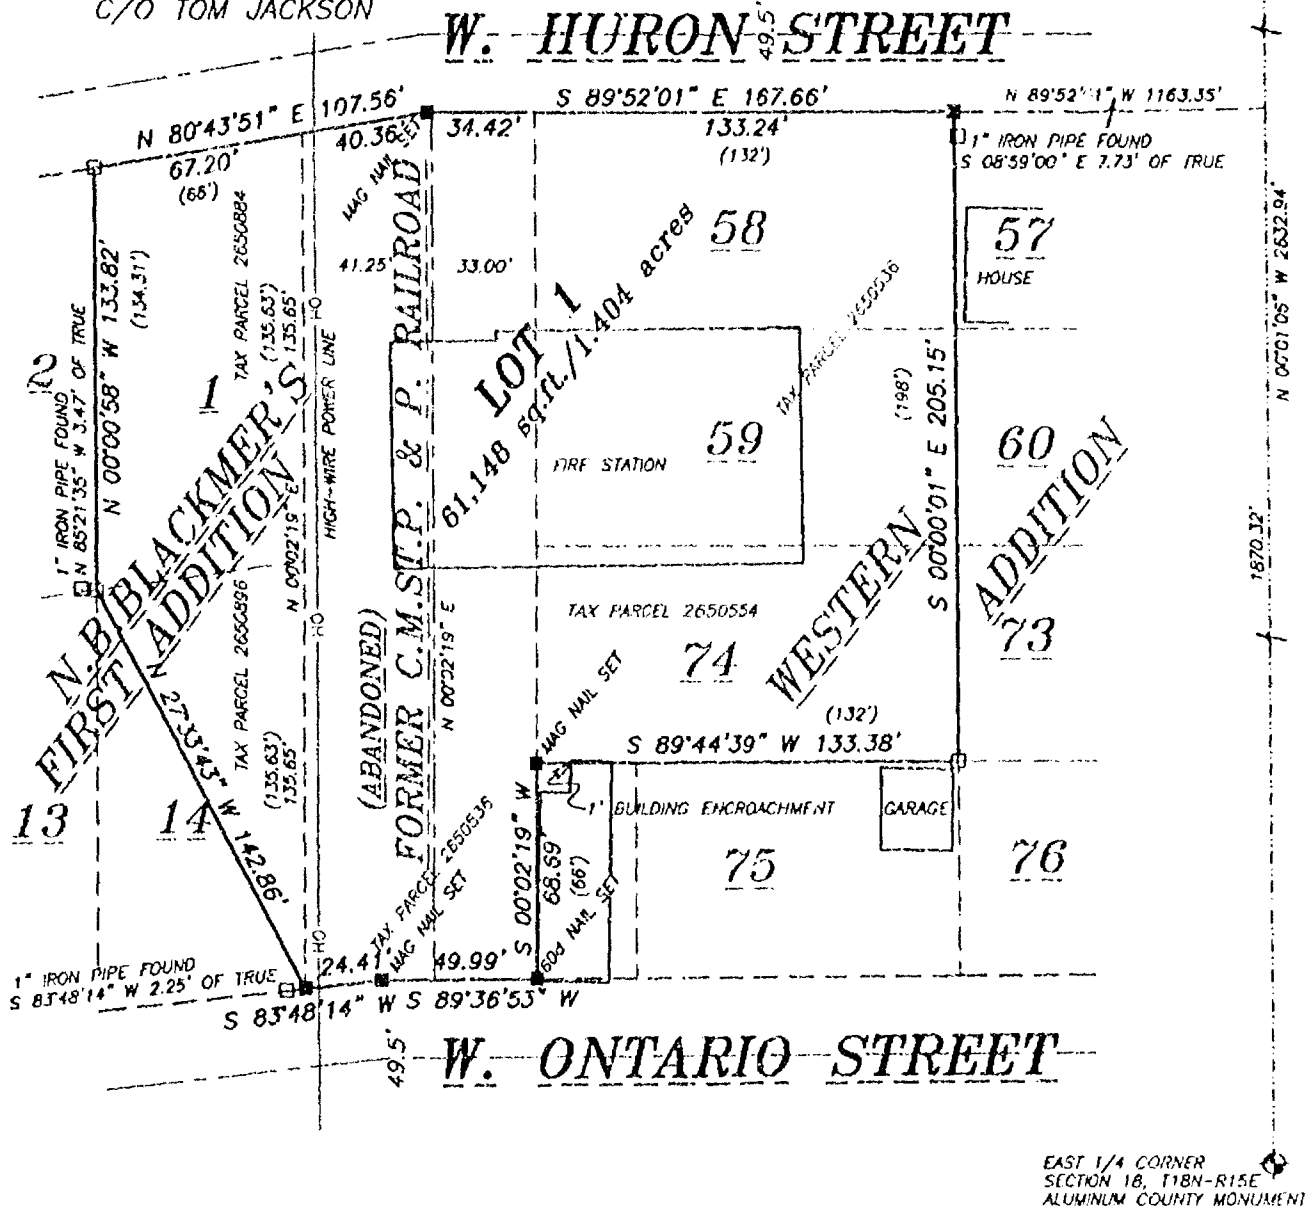 C/O TOM JACKSON
W. HURON STREET
49.5'
N 80°43'51" E 107.56'
S 89°52'01" E 167.66'
N 89°52' 1" W 1163.35'
67.20'
(66')
40.36'
34.42'
133.24'
(132')
1" IRON PIPE FOUND
S 08°59'00" E 7.73' OF TRUE
MAG NAIL SET
TAX PARCEL 2650884
58
57
HOUSE
41.25'
33.00'
N 00°00'58" W 133.82'
(134.31')
(135.63')
135.65'
HO
HIGH-WIRE POWER LINE
LOT 1
61,148 sq.ft./1.404 acres
TAX PARCEL 2650536
N 00°01'05" W 2632.94'
2
1
1" IRON PIPE FOUND
N 85°21'35" W 3.47' OF TRUE
(198')
S 00°00'01" E 205.15'
59
60
FIRE STATION
N.B. BLACKMER'S
FIRST ADDITION
N 00°02'19" E
FORMER C.M.ST.P. & P. RAILROAD
(ABANDONED)
N 00°02'19" E
WESTERN
ADDITION
1870.32'
TAX PARCEL 2650554
74
73
HO
TAX PARCEL 2650896
N 27°33'43" W 142.86'
MAG NAIL SET
(132')
S 89°44'39" W 133.38'
(135.63')
135.65'
13
14
1' BUILDING ENCROACHMENT
GARAGE
75
76
S 00°02'19" W
68.69'
(66')
60d NAIL SET
TAX PARCEL 2650536
MAG NAIL SET
HO
1" IRON PIPE FOUND
S 83°48'14" W 2.25' OF TRUE
24.41'
49.99'
S 83°48'14" W
S 89°36'53" W
49.5'
W. ONTARIO STREET
EAST 1/4 CORNER
SECTION 18, T18N-R15E
ALUMINUM COUNTY MONUMENT